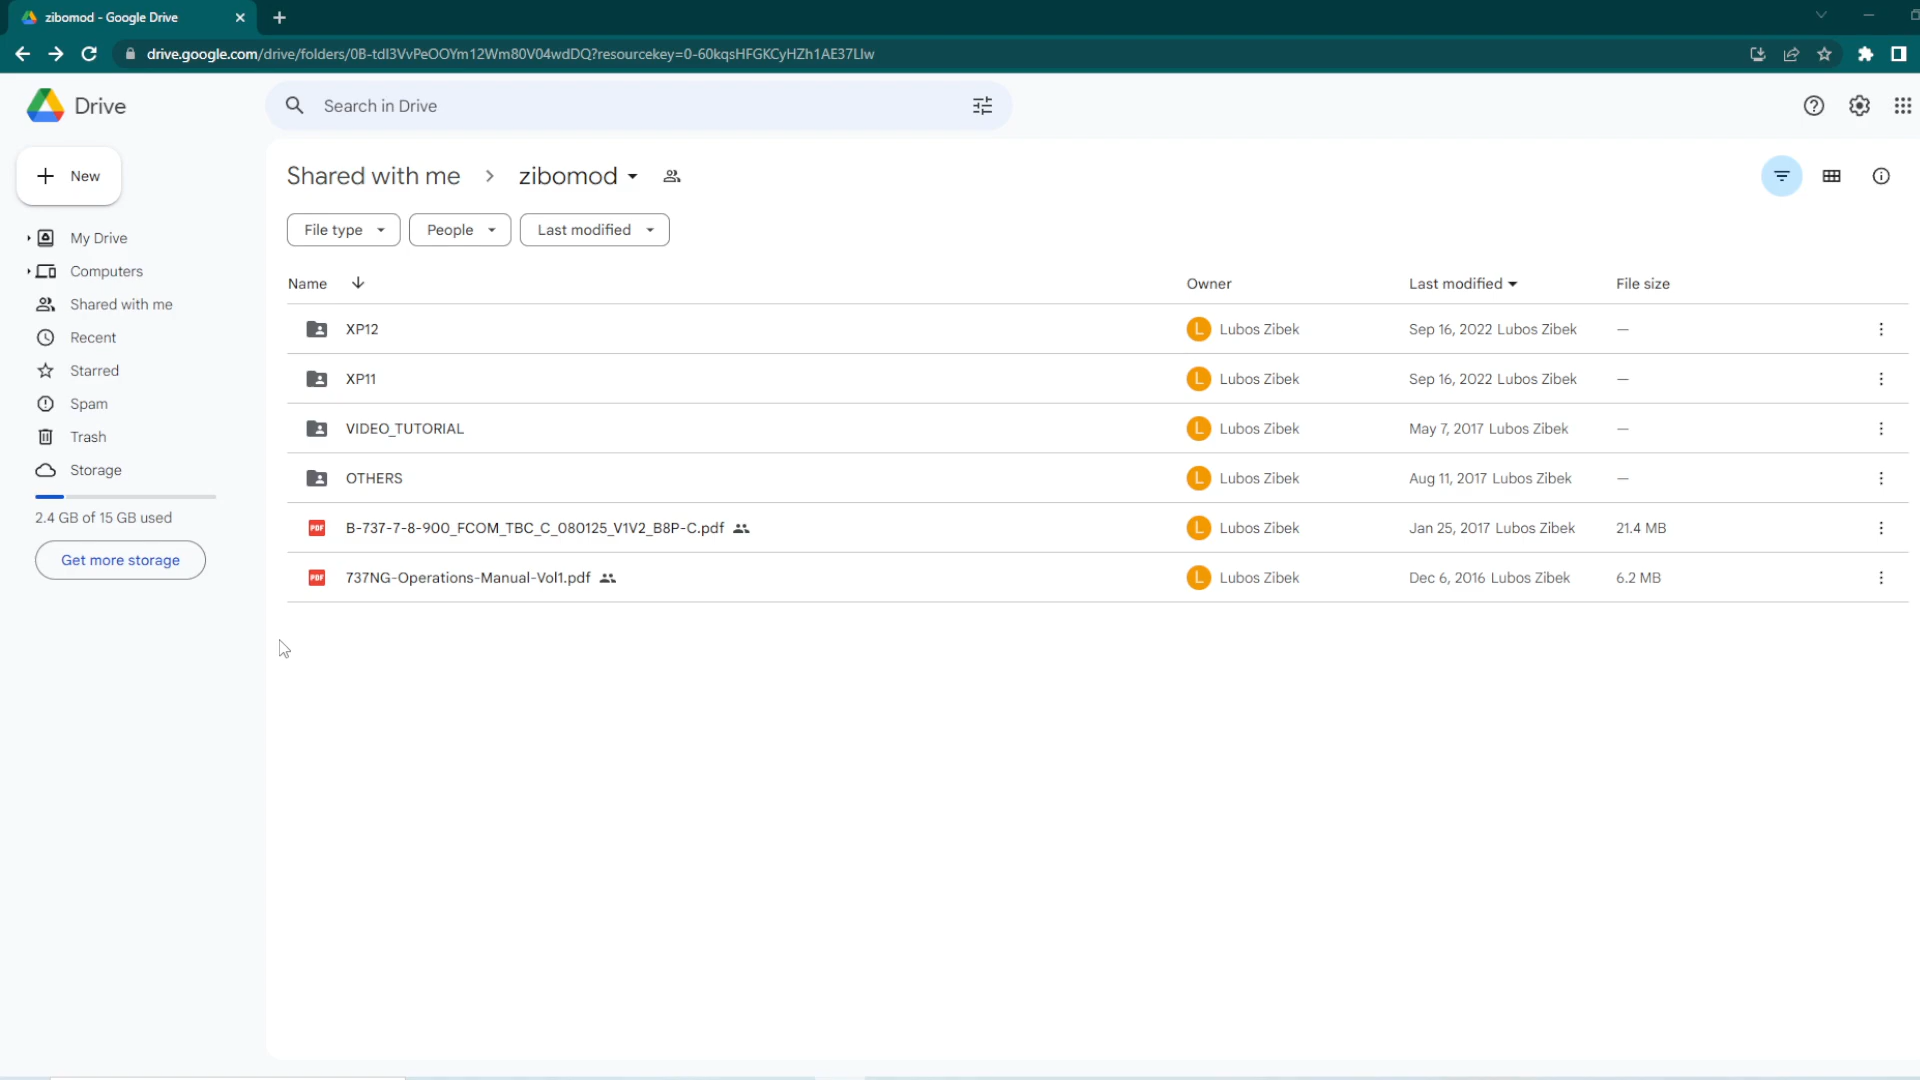 zibomod - Google Drive
drive.google.com/drive/folders/0B-tdI3VvPeOOYm12Wm80V04wdDQ?resourcekey=0-60kqsHFGKCyHZh1AE37LIw
Drive
Search in Drive
New
Shared with me
zibomod
File type
People
Last modified
My Drive
Computers
Shared with me
Recent
Starred
Spam
Trash
Storage
2.4 GB of 15 GB used
Get more storage
Name Owner Last modified File size
XP12 L Lubos Zibek Sep 16, 2022 Lubos Zibek —
XP11 L Lubos Zibek Sep 16, 2022 Lubos Zibek —
VIDEO_TUTORIAL L Lubos Zibek May 7, 2017 Lubos Zibek —
OTHERS L Lubos Zibek Aug 11, 2017 Lubos Zibek —
PDF B-737-7-8-900_FCOM_TBC_C_080125_V1V2_B8P-C.pdf L Lubos Zibek Jan 25, 2017 Lubos Zibek 21.4 MB
PDF 737NG-Operations-Manual-Vol1.pdf L Lubos Zibek Dec 6, 2016 Lubos Zibek 6.2 MB